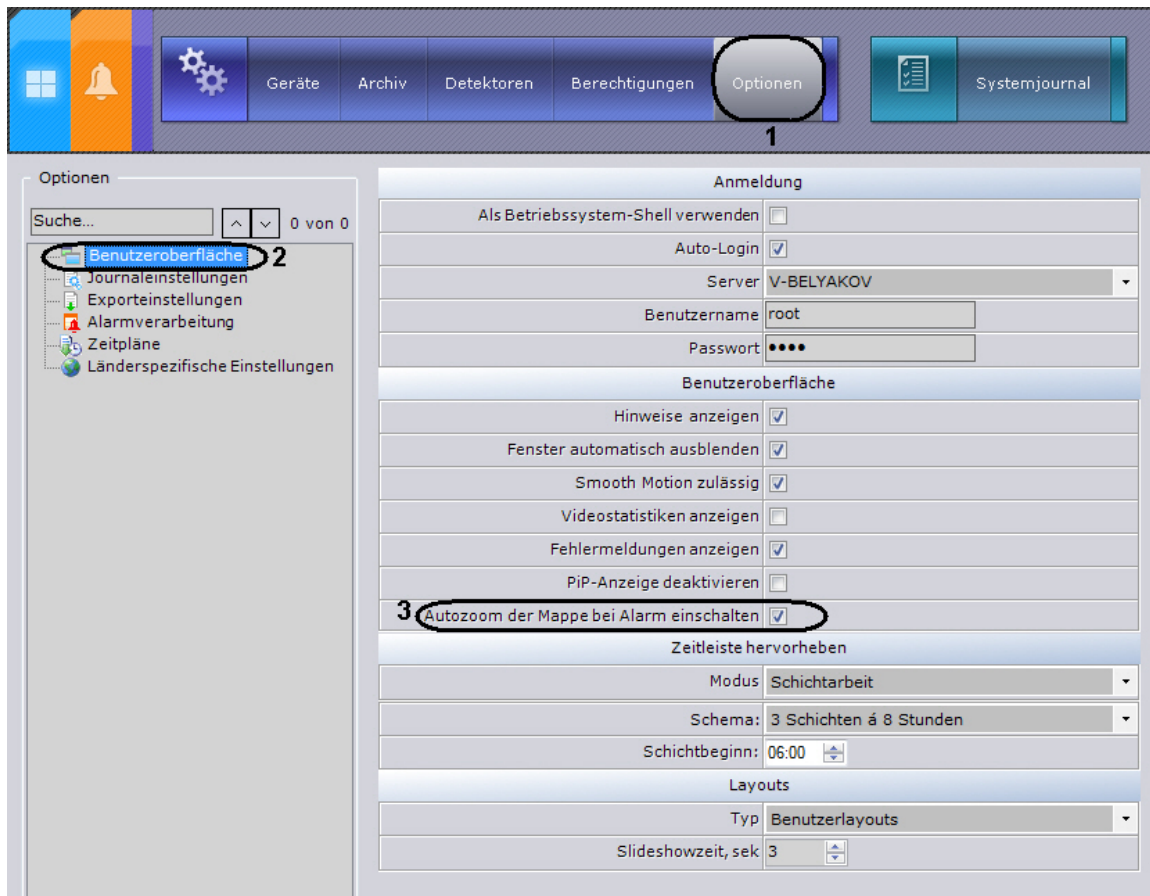 Geräte Archiv Detektoren Berechtigungen Optionen Systemjournal
1
Optionen
Suche... 0 von 0
Benutzeroberfläche 2
Journaleinstellungen
Exporteinstellungen
Alarmverarbeitung
Zeitpläne
Länderspezifische Einstellungen
Anmeldung
Als Betriebssystem-Shell verwenden
Auto-Login
Server V-BELYAKOV
Benutzername root
Passwort ••••
Benutzeroberfläche
Hinweise anzeigen
Fenster automatisch ausblenden
Smooth Motion zulässig
Videostatistiken anzeigen
Fehlermeldungen anzeigen
PiP-Anzeige deaktivieren
3 Autozoom der Mappe bei Alarm einschalten
Zeitleiste hervorheben
Modus Schichtarbeit
Schema: 3 Schichten á 8 Stunden
Schichtbeginn: 06:00
Layouts
Typ Benutzerlayouts
Slideshowzeit, sek 3